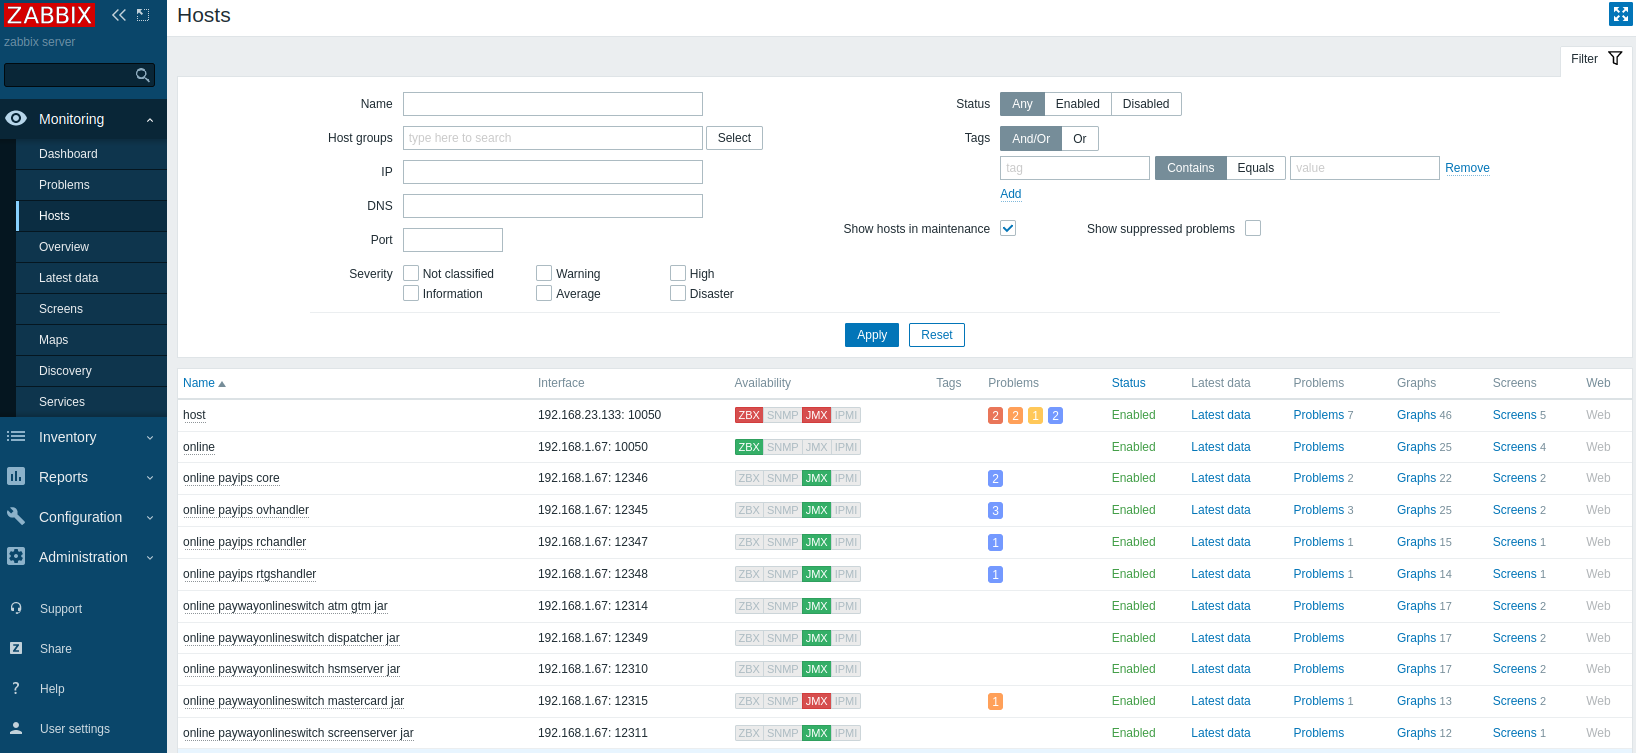 ZABBIX
zabbix server
Monitoring
Dashboard
Problems
Hosts
Overview
Latest data
Screens
Maps
Discovery
Services
Inventory
Reports
Configuration
Administration
Support
Z Share
? Help
User settings
Hosts
Filter
Name
Host groups type here to search Select
IP
DNS
Port
Severity Not classified Warning High
Information Average Disaster
Status Any Enabled Disabled
Tags And/Or Or
tag Contains Equals value Remove
Add
Show hosts in maintenance Show suppressed problems
Apply Reset
Name Interface Availability Tags Problems Status Latest data Problems Graphs Screens Web
host 192.168.23.133: 10050 ZBX SNMP JMX IPMI 2 2 1 2 Enabled Latest data Problems 7 Graphs 46 Screens 5 Web
online 192.168.1.67: 10050 ZBX SNMP JMX IPMI Enabled Latest data Problems Graphs 25 Screens 4 Web
online payips core 192.168.1.67: 12346 ZBX SNMP JMX IPMI 2 Enabled Latest data Problems 2 Graphs 22 Screens 2 Web
online payips ovhandler 192.168.1.67: 12345 ZBX SNMP JMX IPMI 3 Enabled Latest data Problems 3 Graphs 25 Screens 2 Web
online payips rchandler 192.168.1.67: 12347 ZBX SNMP JMX IPMI 1 Enabled Latest data Problems 1 Graphs 15 Screens 1 Web
online payips rtgshandler 192.168.1.67: 12348 ZBX SNMP JMX IPMI 1 Enabled Latest data Problems 1 Graphs 14 Screens 1 Web
online paywayonlineswitch atm gtm jar 192.168.1.67: 12314 ZBX SNMP JMX IPMI Enabled Latest data Problems Graphs 17 Screens 2 Web
online paywayonlineswitch dispatcher jar 192.168.1.67: 12349 ZBX SNMP JMX IPMI Enabled Latest data Problems Graphs 17 Screens 2 Web
online paywayonlineswitch hsmserver jar 192.168.1.67: 12310 ZBX SNMP JMX IPMI Enabled Latest data Problems Graphs 17 Screens 2 Web
online paywayonlineswitch mastercard jar 192.168.1.67: 12315 ZBX SNMP JMX IPMI 1 Enabled Latest data Problems 1 Graphs 13 Screens 2 Web
online paywayonlineswitch screenserver jar 192.168.1.67: 12311 ZBX SNMP JMX IPMI Enabled Latest data Problems Graphs 12 Screens 1 Web